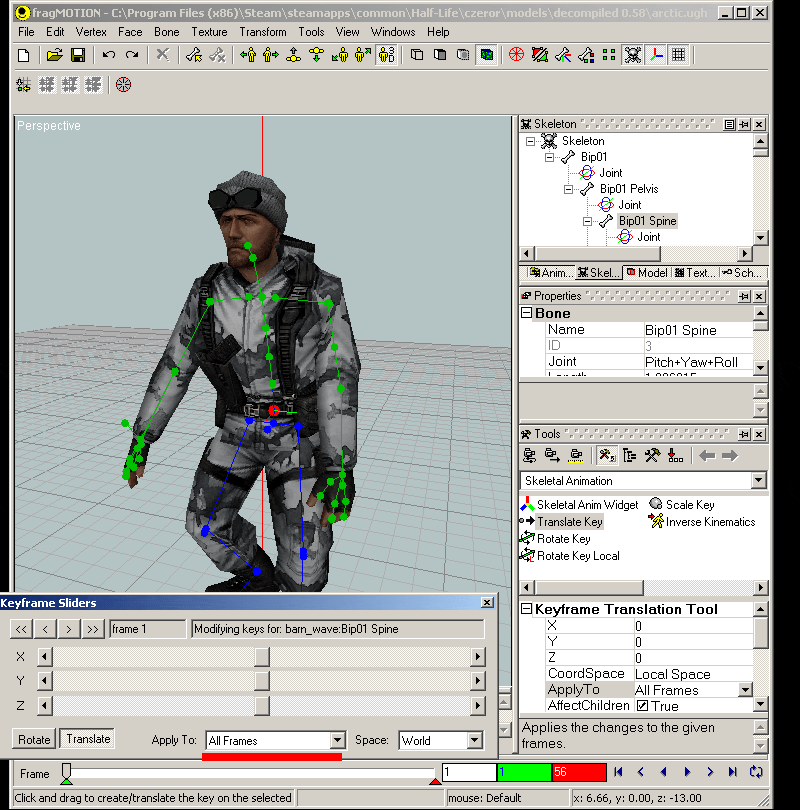 fragMOTION - C:\Program Files (x86)\Steam\steamapps\common\Half-Life\czeror\models\decompiled 0.58\arctic.ugh
File Edit Vertex Face Bone Texture Transform Tools View Windows Help
Perspective
Skeleton
Skeleton
Bip01
Joint
Bip01 Pelvis
Joint
Bip01 Spine
Joint
Anim... Skel... Model Text... Sch...
Properties
Bone
Name Bip01 Spine
ID 3
Joint Pitch+Yaw+Roll
Tools
Skeletal Animation
Skeletal Anim Widget Scale Key
Translate Key Inverse Kinematics
Rotate Key
Rotate Key Local
Keyframe Translation Tool
X 0
Y 0
Z 0
CoordSpace Local Space
ApplyTo All Frames
AffectChildren True
Applies the changes to the given
frames.
Keyframe Sliders
<< < > >> frame 1 Modifying keys for: barn_wave:Bip01 Spine
X
Y
Z
Rotate Translate Apply To: All Frames Space: World
Frame 1 1 56
Click and drag to create/translate the key on the selected mouse: Default x: 6.66, y: 0.00, z: -13.00